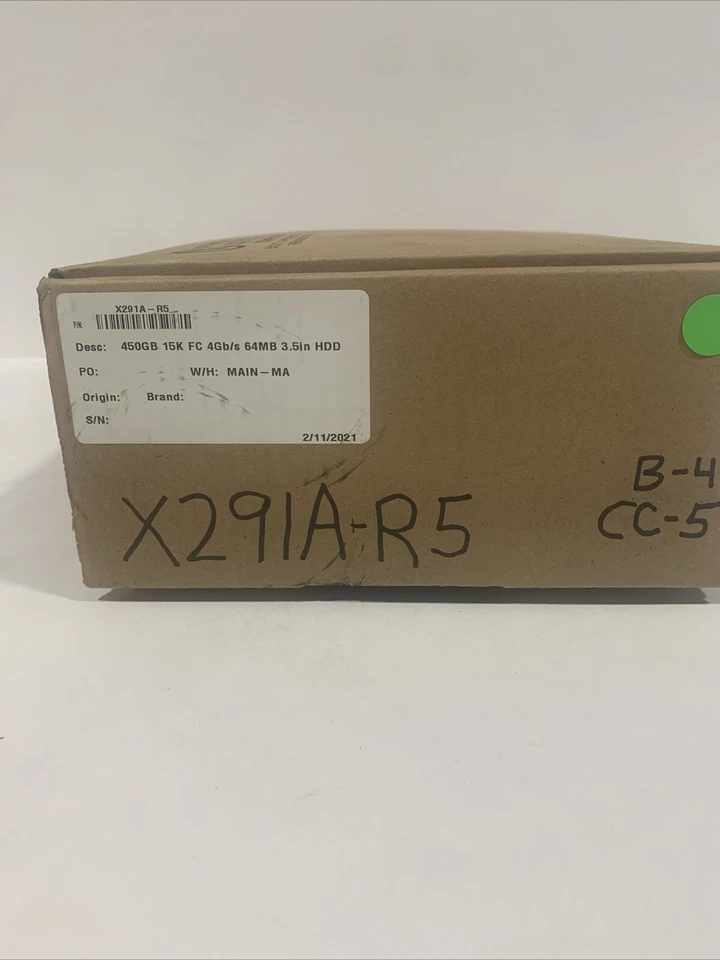 X291A-R5
P/N:
Desc: 450GB 15K FC 4Gb/s 64MB 3.5in HDD
PO: W/H: MAIN-MA
Origin: Brand:
S/N:
2/11/2021
B-4
CC-5
X291A-R5